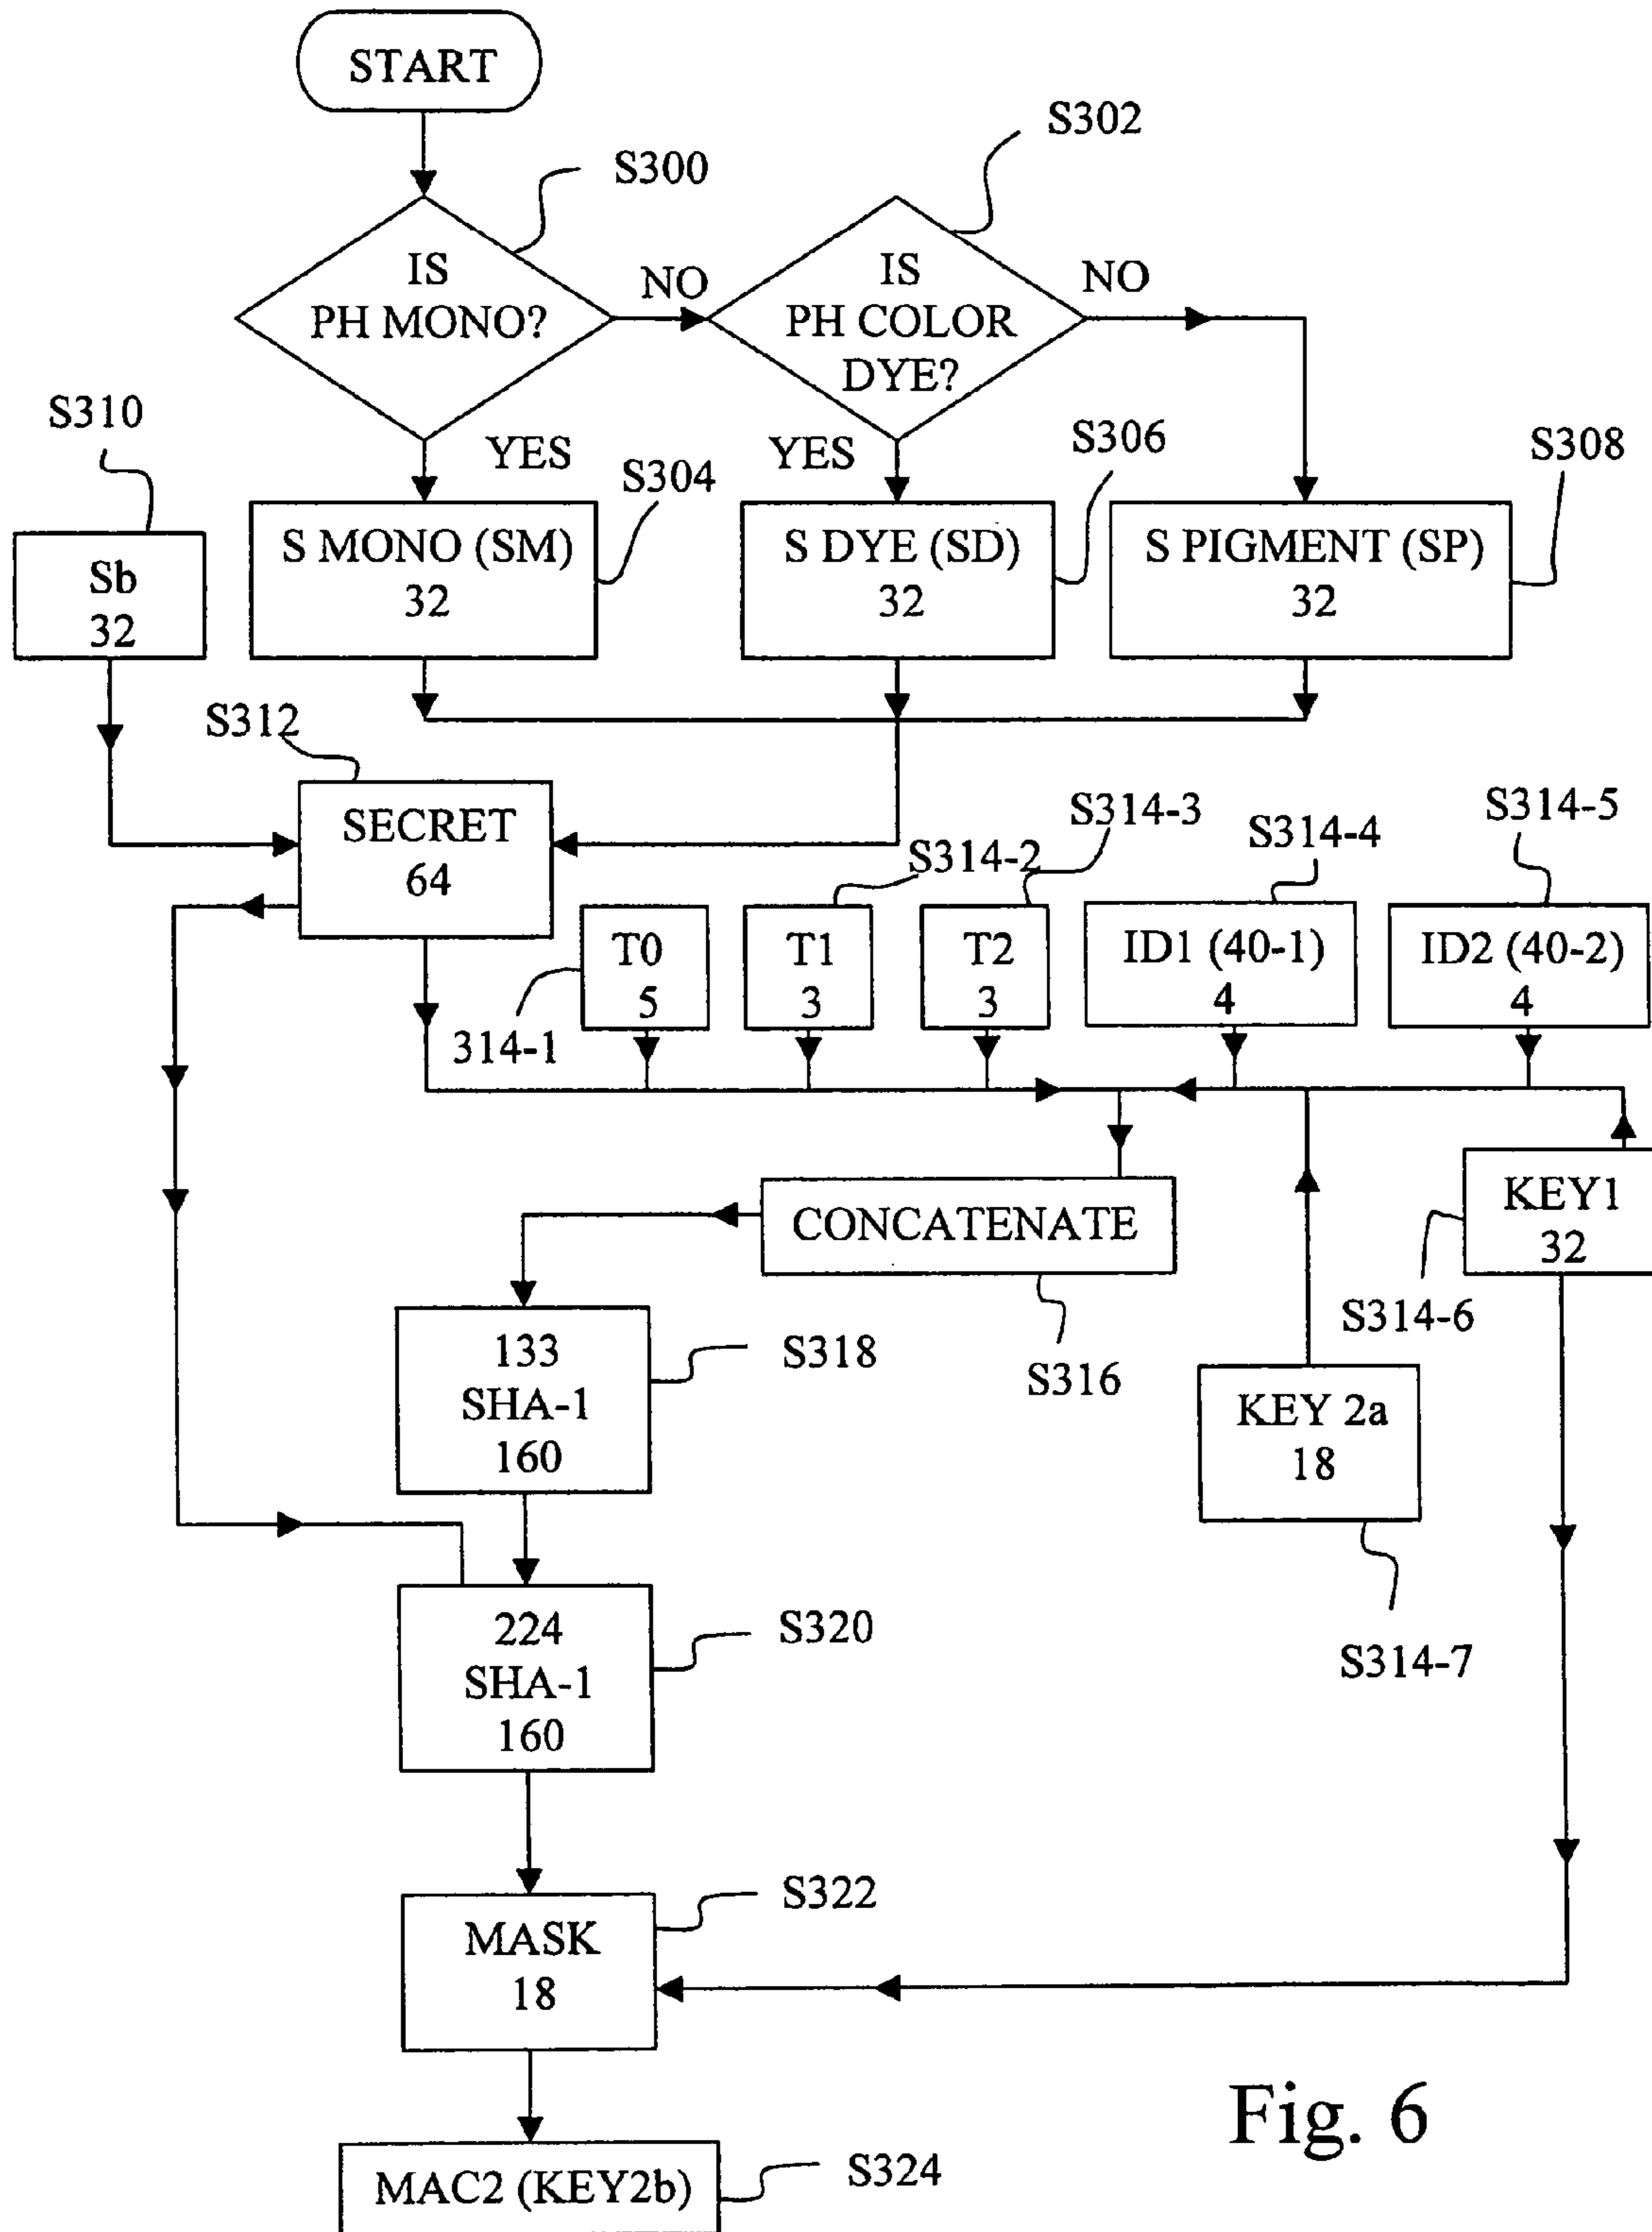 START
S300
S302
IS
PH MONO?
NO
IS
PH COLOR
DYE?
NO
S310
YES
S304
YES
S306
S308
Sb
32
S MONO (SM)
32
S DYE (SD)
32
S PIGMENT (SP)
32
S312
SECRET
64
S314-2
S314-3
S314-4
S314-5
314-1
T0
5
T1
3
T2
3
ID1 (40-1)
4
ID2 (40-2)
4
CONCATENATE
S316
KEY1
32
S314-6
133
SHA-1
160
S318
KEY 2a
18
S314-7
224
SHA-1
160
S320
MASK
18
S322
MAC2 (KEY2b)
S324
Fig. 6